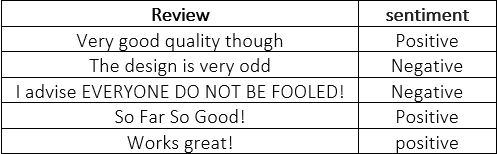 Review sentiment
Very good quality though Positive
The design is very odd Negative
I advise EVERYONE DO NOT BE FOOLED! Negative
So Far So Good! Positive
Works great! positive